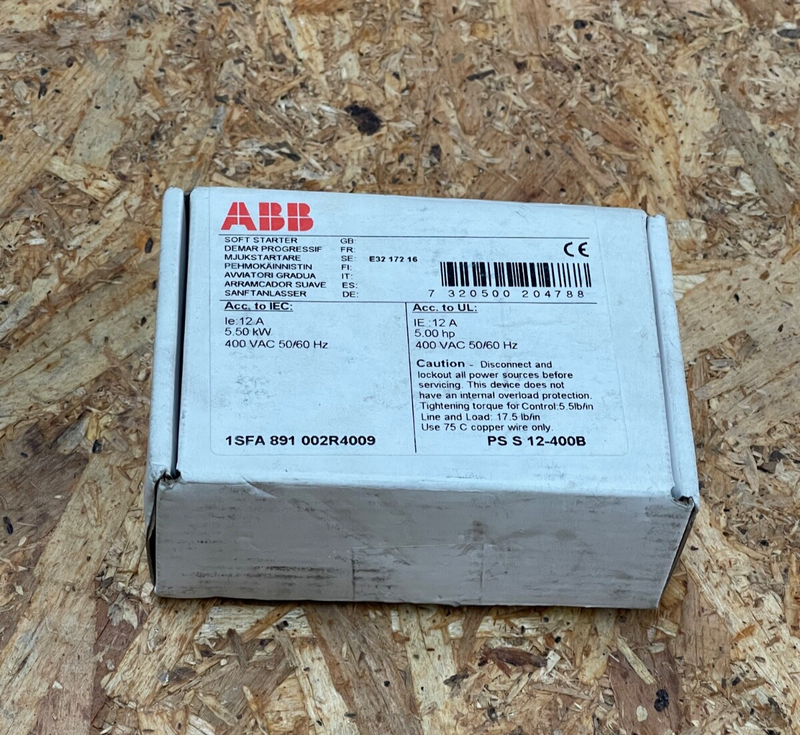 ABB
SOFT STARTER GB:
DEMAR PROGRESSIF FR:
MJUKSTARTARE SE: E32 172 16
PEHMOKÄINNISTIN FI:
AVVIATORI GRADUA IT:
ARRAMCADOR SUAVE ES:
SANFTANLASSER DE:
CE
7 320500 204788
Acc. to IEC:
Ie:12 A
5.50 kW
400 VAC 50/60 Hz
Acc. to UL:
IE :12 A
5.00 hp
400 VAC 50/60 Hz
Caution - Disconnect and
lockout all power sources before
servicing. This device does not
have an internal overload protection.
Tightening torque for Control:5.5lb/in
Line and Load: 17.5 lb/in
Use 75 C copper wire only.
1SFA 891 002R4009
PS S 12-400B